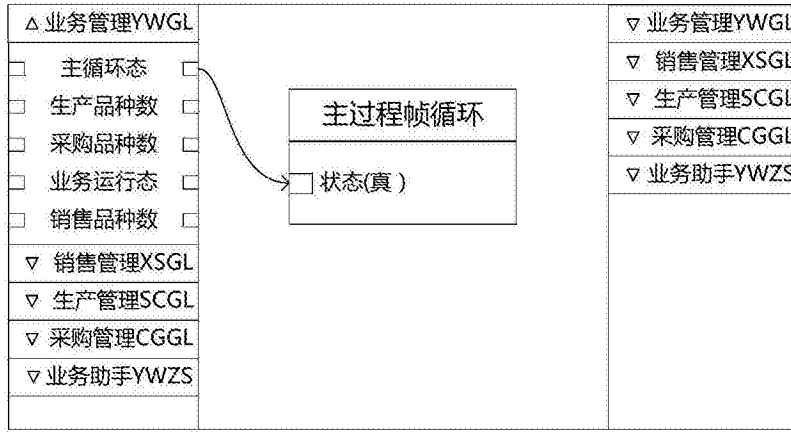 △ 业务管理YWGL
主循环态
生产品种数
采购品种数
业务运行态
销售品种数
▽ 销售管理XSGL
▽ 生产管理SCGL
▽ 采购管理CGGL
▽ 业务助手YWZS
主过程帧循环
状态(真)
▽ 业务管理YWGL
▽ 销售管理XSGL
▽ 生产管理SCGL
▽ 采购管理CGGL
▽ 业务助手YWZS